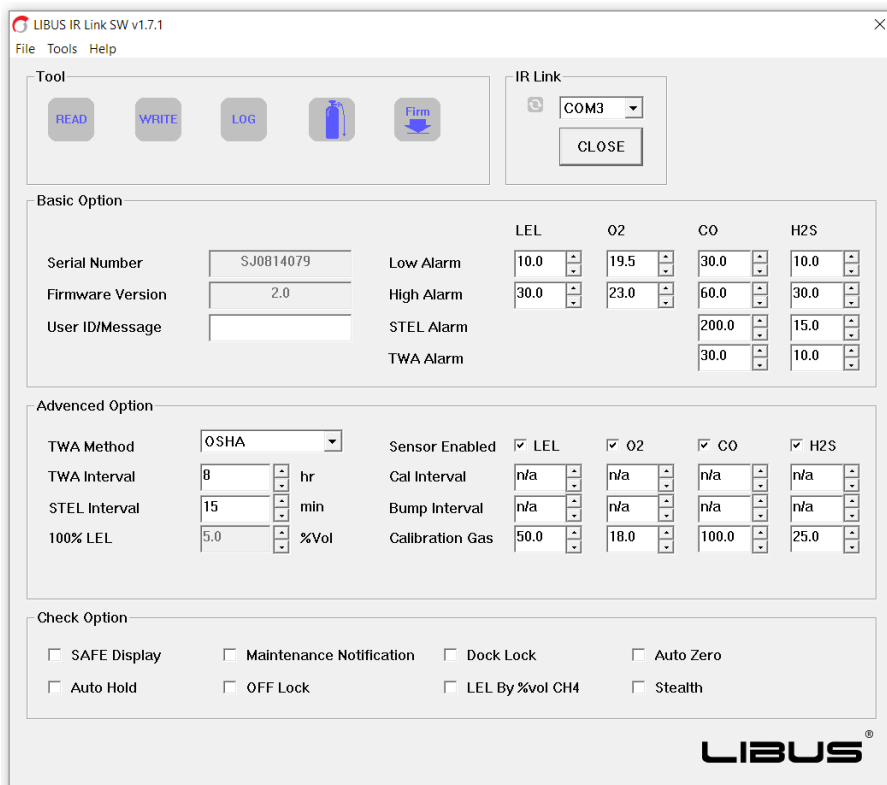 LIBUS IR Link SW v1.7.1
File Tools Help
Tool
READ WRITE LOG Firm
IR Link
COM3
CLOSE
Basic Option
LEL O2 CO H2S
Serial Number SJ0814079 Low Alarm 10.0 19.5 30.0 10.0
Firmware Version 2.0 High Alarm 30.0 23.0 60.0 30.0
User ID/Message STEL Alarm 200.0 15.0
TWA Alarm 30.0 10.0
Advanced Option
TWA Method OSHA Sensor Enabled LEL O2 CO H2S
TWA Interval 8 hr Cal Interval n/a n/a n/a n/a
STEL Interval 15 min Bump Interval n/a n/a n/a n/a
100% LEL 5.0 %Vol Calibration Gas 50.0 18.0 100.0 25.0
Check Option
SAFE Display Maintenance Notification Dock Lock Auto Zero
Auto Hold OFF Lock LEL By %vol CH4 Stealth
LIBUS®